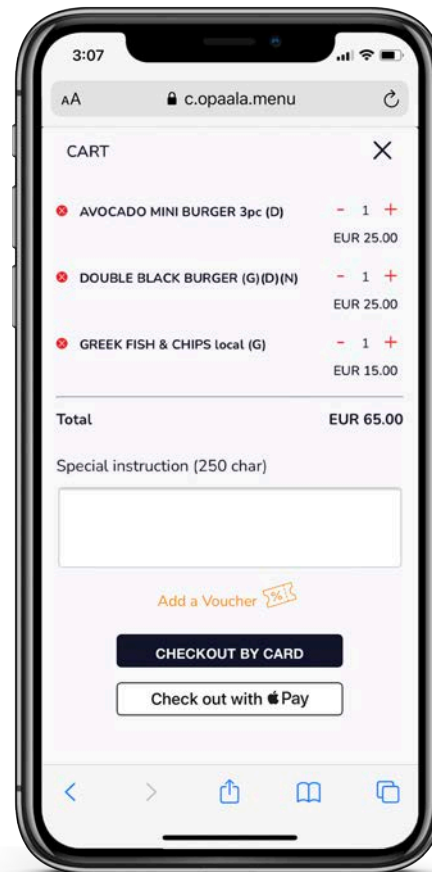 3:07
AA c.opaala.menu
CART
AVOCADO MINI BURGER 3pc (D) - 1 +
EUR 25.00
DOUBLE BLACK BURGER (G)(D)(N) - 1 +
EUR 25.00
GREEK FISH & CHIPS local (G) - 1 +
EUR 15.00
Total EUR 65.00
Special instruction (250 char)
Add a Voucher %
CHECKOUT BY CARD
Check out with Pay